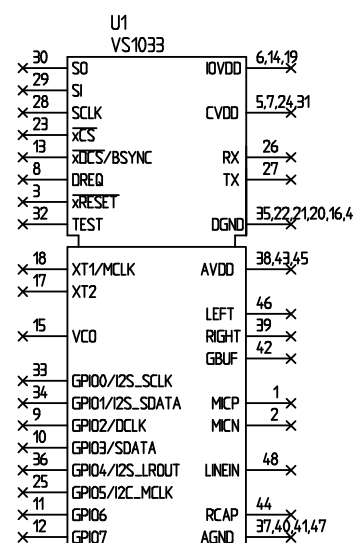 U1
VS1033
30 SO IOVDD 6,14,19
29 SI
28 SCLK CVDD 5,7,24,31
23 xCS
13 xDCS/BSYNC RX 26
8 DREQ TX 27
3 xRESET
32 TEST DGND 35,22,21,20,16,4
18 XT1/MCLK AVDD 38,43,45
17 XT2
LEFT 46
15 VCO RIGHT 39
GBUF 42
33 GPIO0/I2S_SCLK
34 GPIO1/I2S_SDATA MICP 1
9 GPIO2/DCLK MICN 2
10 GPIO3/SDATA
36 GPIO4/I2S_LROUT LINEIN 48
25 GPIO5/I2C_MCLK
11 GPIO6 RCAP 44
12 GPIO7 AGND 37,40,41,47